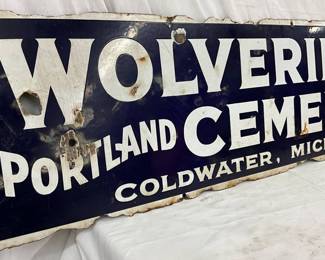 WOLVERI
PORTLAND CEME
COLDWATER, MIC